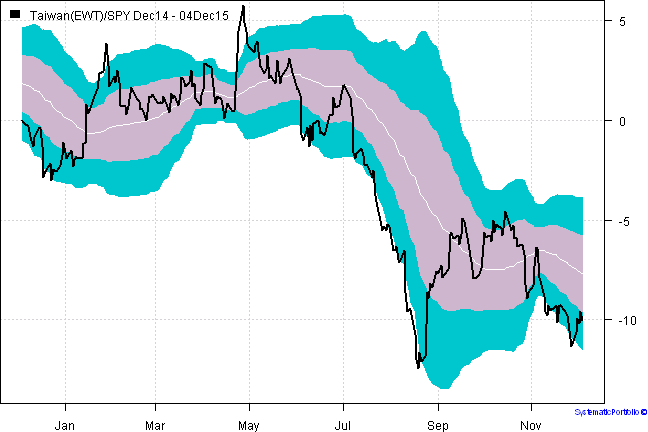 Taiwan(EWT)/SPY Dec14 - 04Dec15
5
0
-5
-10
Jan Mar May Jul Sep Nov
SystematicPortfolio ©